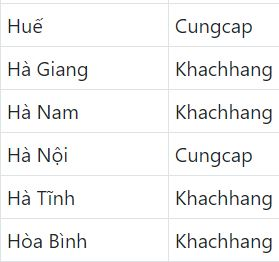 Huế Cungcap
Hà Giang Khachhang
Hà Nam Khachhang
Hà Nội Cungcap
Hà Tĩnh Khachhang
Hòa Bình Khachhang